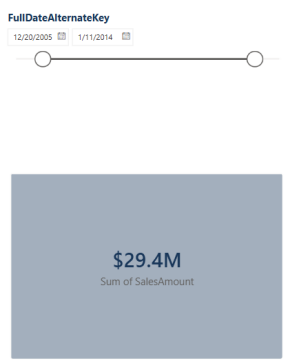 FullDateAlternateKey
12/20/2005 1/11/2014
$29.4M
Sum of SalesAmount